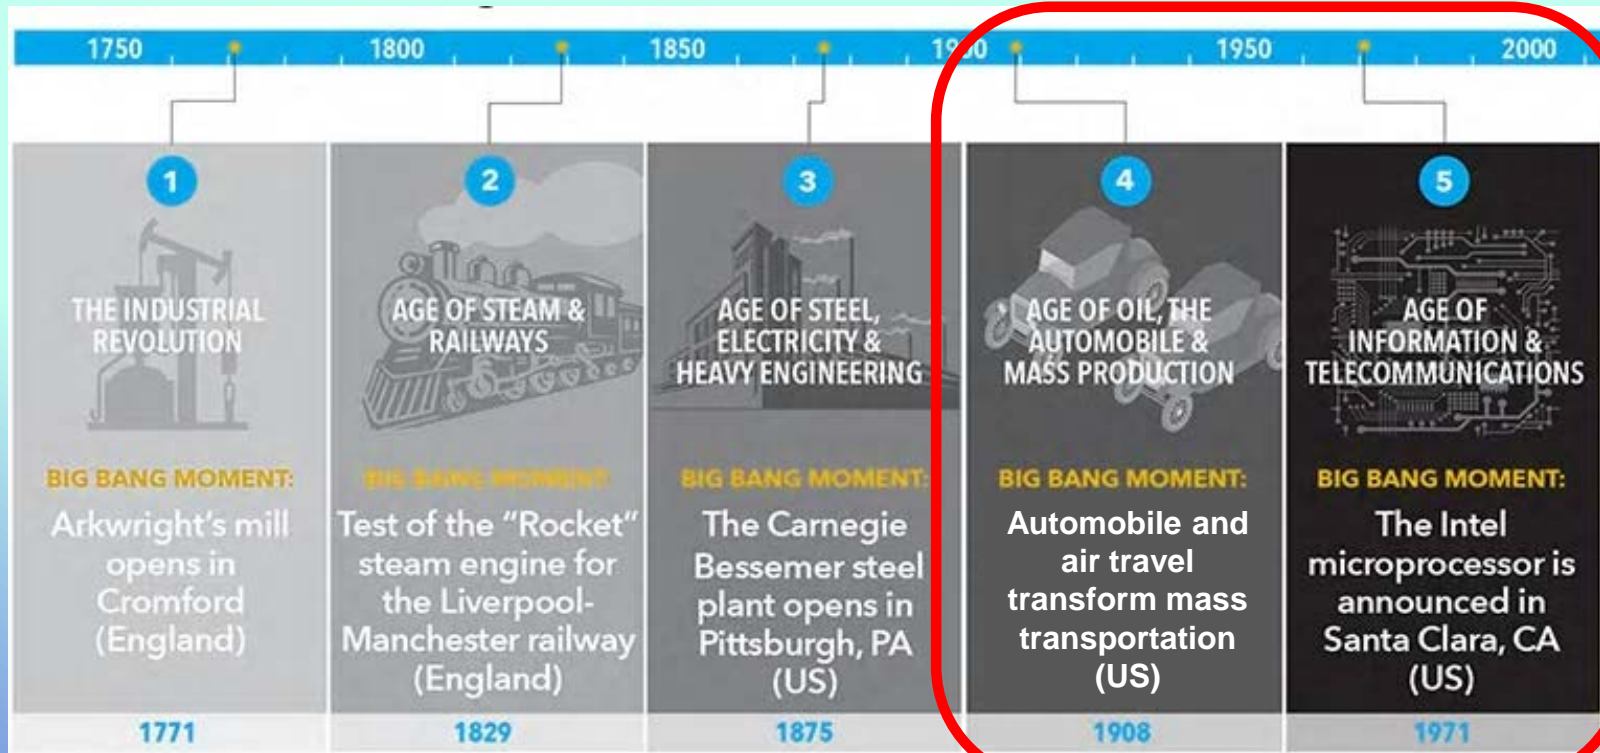 1750 1800 1850 1900 1950 2000
1
THE INDUSTRIAL
REVOLUTION
BIG BANG MOMENT:
Arkwright's mill
opens in
Cromford
(England)
1771
2
AGE OF STEAM &
RAILWAYS
BIG BANG MOMENT:
Test of the "Rocket"
steam engine for
the Liverpool-
Manchester railway
(England)
1829
3
AGE OF STEEL,
ELECTRICITY &
HEAVY ENGINEERING
BIG BANG MOMENT:
The Carnegie
Bessemer steel
plant opens in
Pittsburgh, PA
(US)
1875
4
AGE OF OIL, THE
AUTOMOBILE &
MASS PRODUCTION
BIG BANG MOMENT:
Automobile and
air travel
transform mass
transportation
(US)
1908
5
AGE OF
INFORMATION &
TELECOMMUNICATIONS
BIG BANG MOMENT:
The Intel
microprocessor is
announced in
Santa Clara, CA
(US)
1971